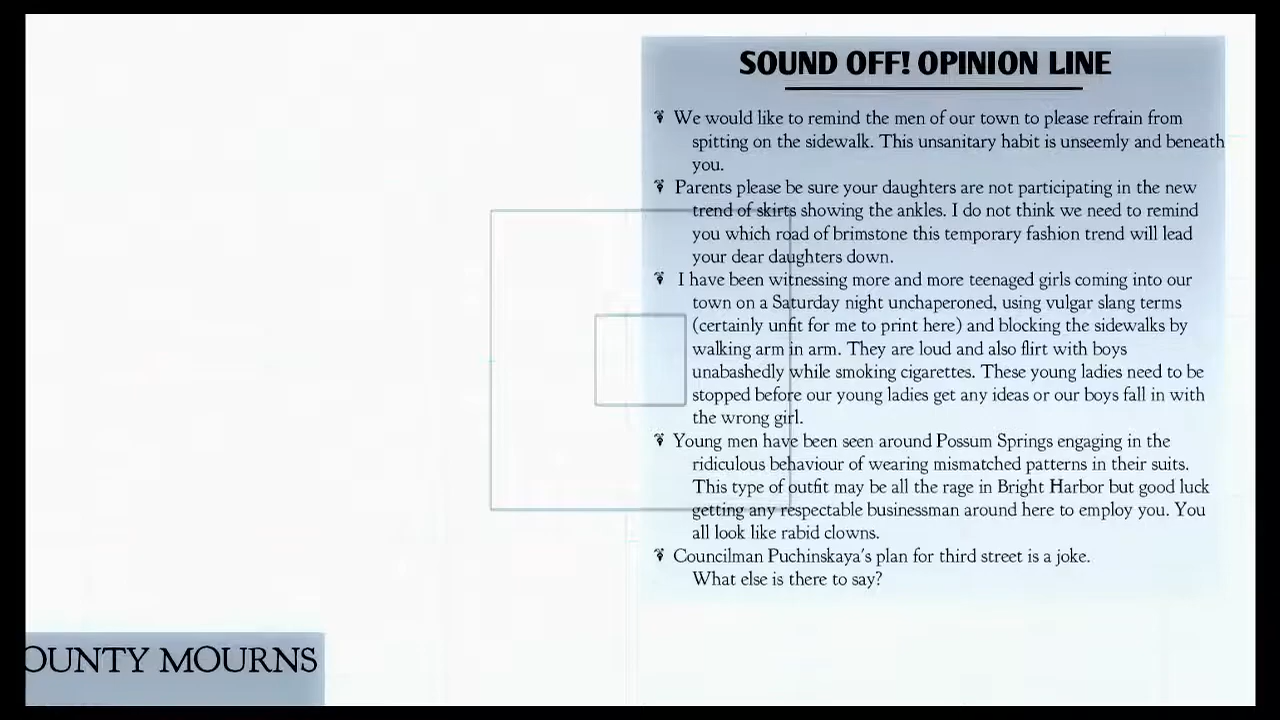 SOUND OFF! OPINION LINE
We would like to remind the men of our town to please refrain from
spitting on the sidewalk. This unsanitary habit is unseemly and beneath
you.
Parents please be sure your daughters are not participating in the new
trend of skirts showing the ankles. I do not think we need to remind
you which road of brimstone this temporary fashion trend will lead
your dear daughters down.
I have been witnessing more and more teenaged girls coming into our
town on a Saturday night unchaperoned, using vulgar slang terms
(certainly unfit for me to print here) and blocking the sidewalks by
walking arm in arm. They are loud and also flirt with boys
unabashedly while smoking cigarettes. These young ladies need to be
stopped before our young ladies get any ideas or our boys fall in with
the wrong girl.
Young men have been seen around Possum Springs engaging in the
ridiculous behaviour of wearing mismatched patterns in their suits.
This type of outfit may be all the rage in Bright Harbor but good luck
getting any respectable businessman around here to employ you. You
all look like rabid clowns.
Councilman Puchinskaya's plan for third street is a joke.
What else is there to say?
OUNTY MOURNS